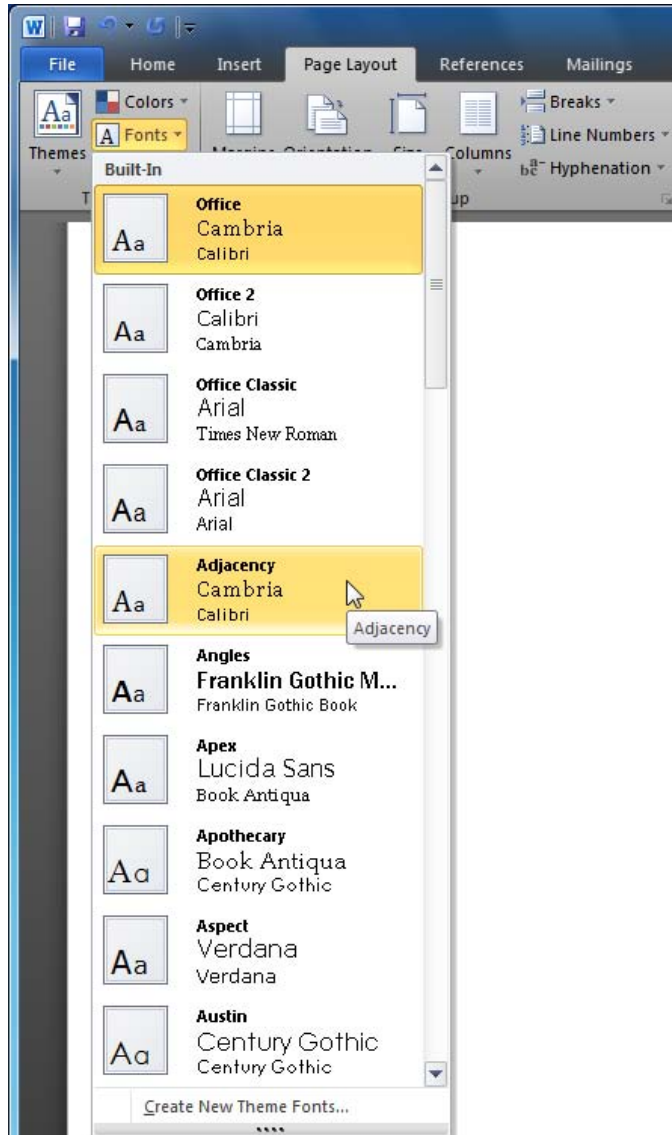 W
File Home Insert Page Layout References Mailings
Aa Colors Breaks
A Fonts Line Numbers
Themes Columns bc a- Hyphenation
Built-In
Office
Aa Cambria
Calibri
Office 2
Aa Calibri
Cambria
Office Classic
Aa Arial
Times New Roman
Office Classic 2
Aa Arial
Arial
Adjacency
Aa Cambria
Calibri
Adjacency
Angles
Aa Franklin Gothic M...
Franklin Gothic Book
Apex
Aa Lucida Sans
Book Antiqua
Apothecary
Aa Book Antiqua
Century Gothic
Aspect
Aa Verdana
Verdana
Austin
Aa Century Gothic
Century Gothic
Create New Theme Fonts...